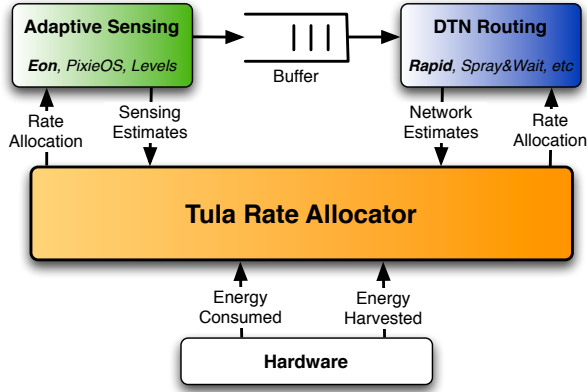 Adaptive Sensing
Eon, PixieOS, Levels
Buffer
DTN Routing
Rapid, Spray&Wait, etc
Rate
Allocation
Sensing
Estimates
Network
Estimates
Rate
Allocation
Tula Rate Allocator
Energy
Consumed
Energy
Harvested
Hardware